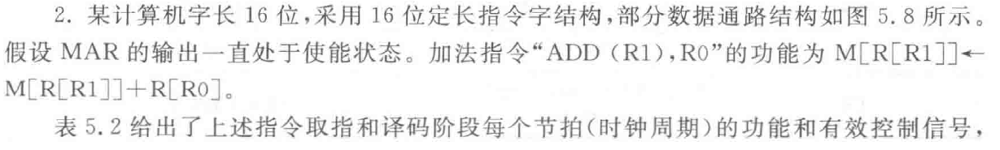 2. 某计算机字长 16 位,采用 16 位定长指令字结构,部分数据通路结构如图 5.8 所示。
假设 MAR 的输出一直处于使能状态。加法指令“ADD (R1),R0”的功能为 M[R[R1]]←
M[R[R1]]+R[R0]。
表 5.2 给出了上述指令取指和译码阶段每个节拍(时钟周期)的功能和有效控制信号,